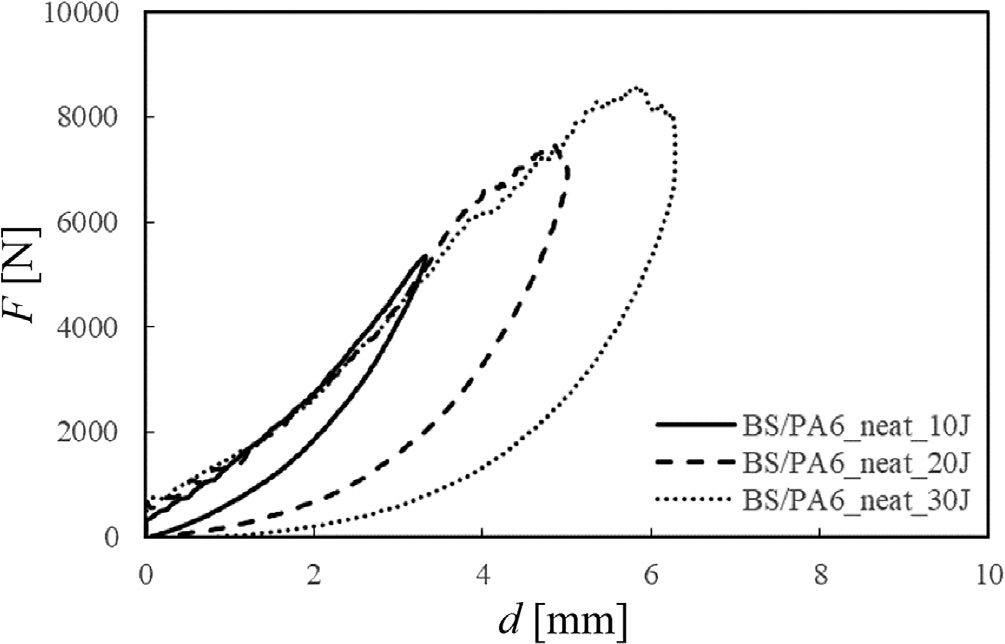 10000
8000
6000
4000
2000
0
F [N]
BS/PA6_neat_10J
BS/PA6_neat_20J
BS/PA6_neat_30J
0 2 4 6 8 10
d [mm]